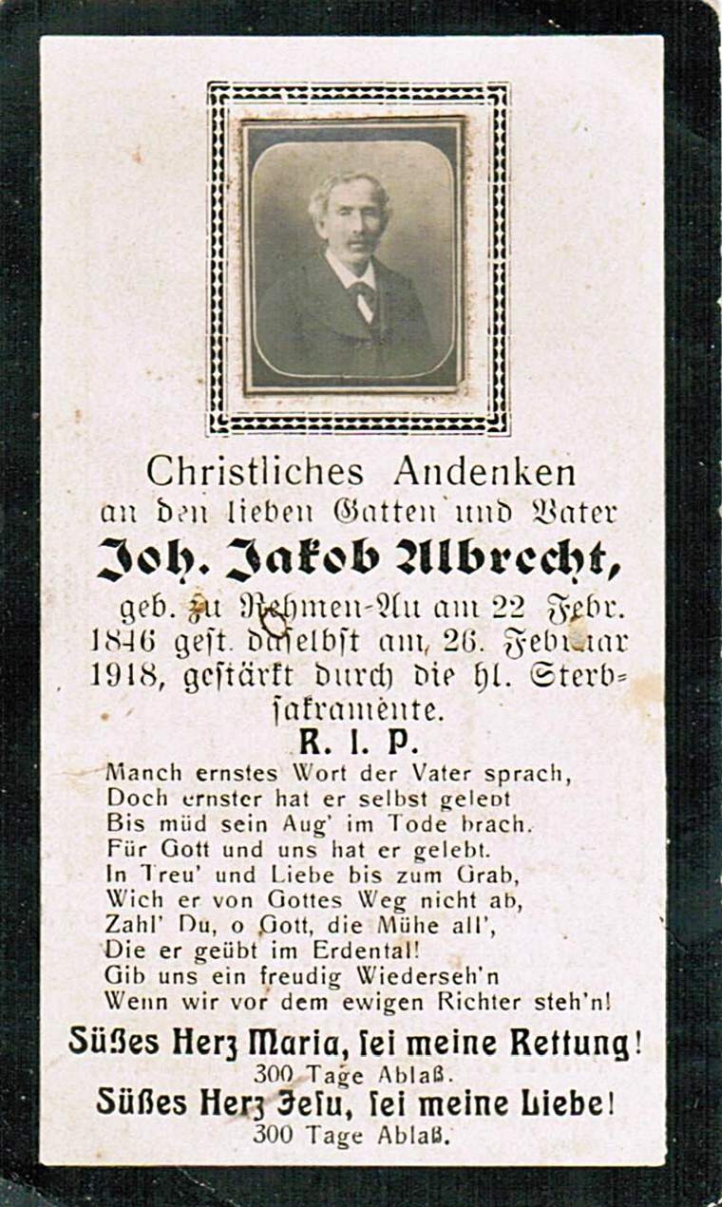 Christliches Andenken
an den lieben Gatten und Vater
Joh. Jakob Albrecht,
geb. zu Rehmen-Au am 22 Febr.
1846 gest. daselbst am 26. Februar
1918, gestärkt durch die hl. Sterb-
sakramente.
R. I. P.
Manch ernstes Wort der Vater sprach,
Doch ernster hat er selbst gelebt
Bis müd sein Aug' im Tode brach.
Für Gott und uns hat er gelebt.
In Treu' und Liebe bis zum Grab,
Wich er von Gottes Weg nicht ab,
Zahl' Du, o Gott, die Mühe all',
Die er geübt im Erdental!
Gib uns ein freudig Wiederseh'n
Wenn wir vor dem ewigen Richter steh'n!
Süßes Herz Maria, sei meine Rettung!
300 Tage Ablaß.
Süßes Herz Jesu, sei meine Liebe!
300 Tage Ablaß.